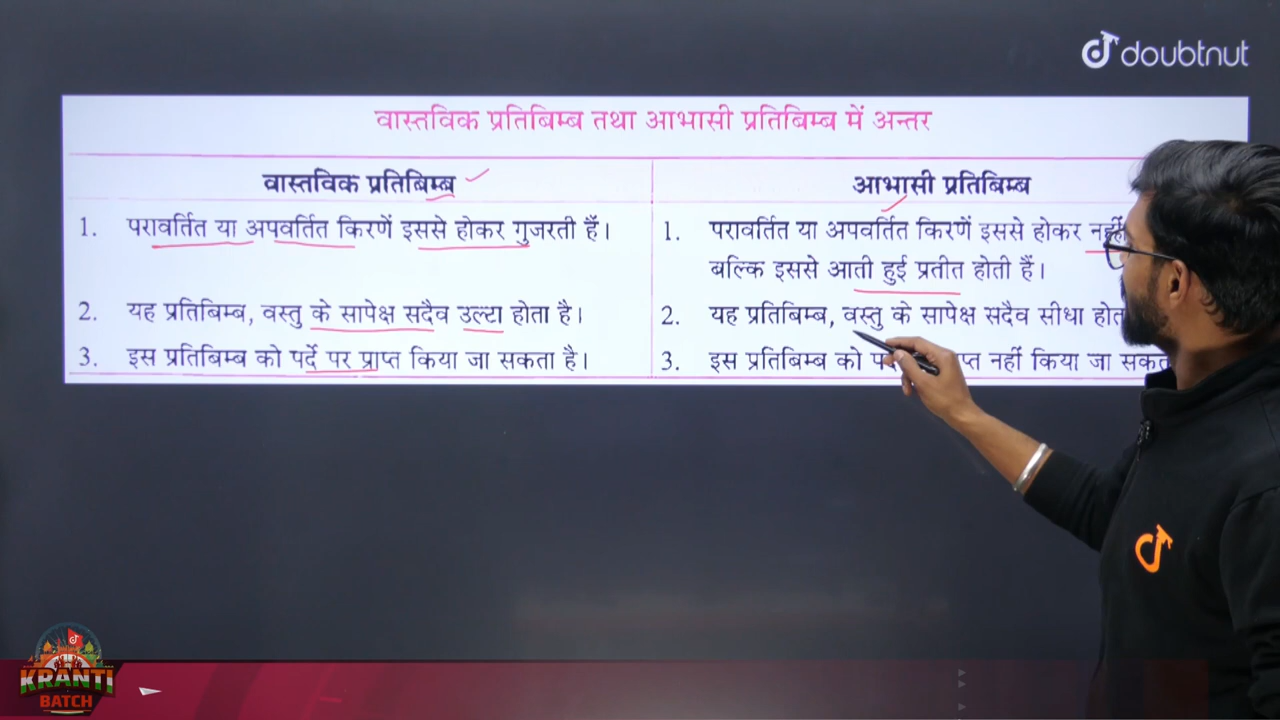 doubtnut
वास्तविक प्रतिबिम्ब तथा आभासी प्रतिबिम्ब में अन्तर
वास्तविक प्रतिबिम्ब
आभासी प्रतिबिम्ब
1. परावर्तित या अपवर्तित किरणें इससे होकर गुजरती हैं।
2. यह प्रतिबिम्ब, वस्तु के सापेक्ष सदैव उल्टा होता है।
3. इस प्रतिबिम्ब को पर्दे पर प्राप्त किया जा सकता है।
1. परावर्तित या अपवर्तित किरणें इससे होकर नहीं
बल्कि इससे आती हुई प्रतीत होती हैं।
2. यह प्रतिबिम्ब, वस्तु के सापेक्ष सदैव सीधा
3. इस प्रतिबिम्ब को नहीं किया जा
KRANTI
BATCH